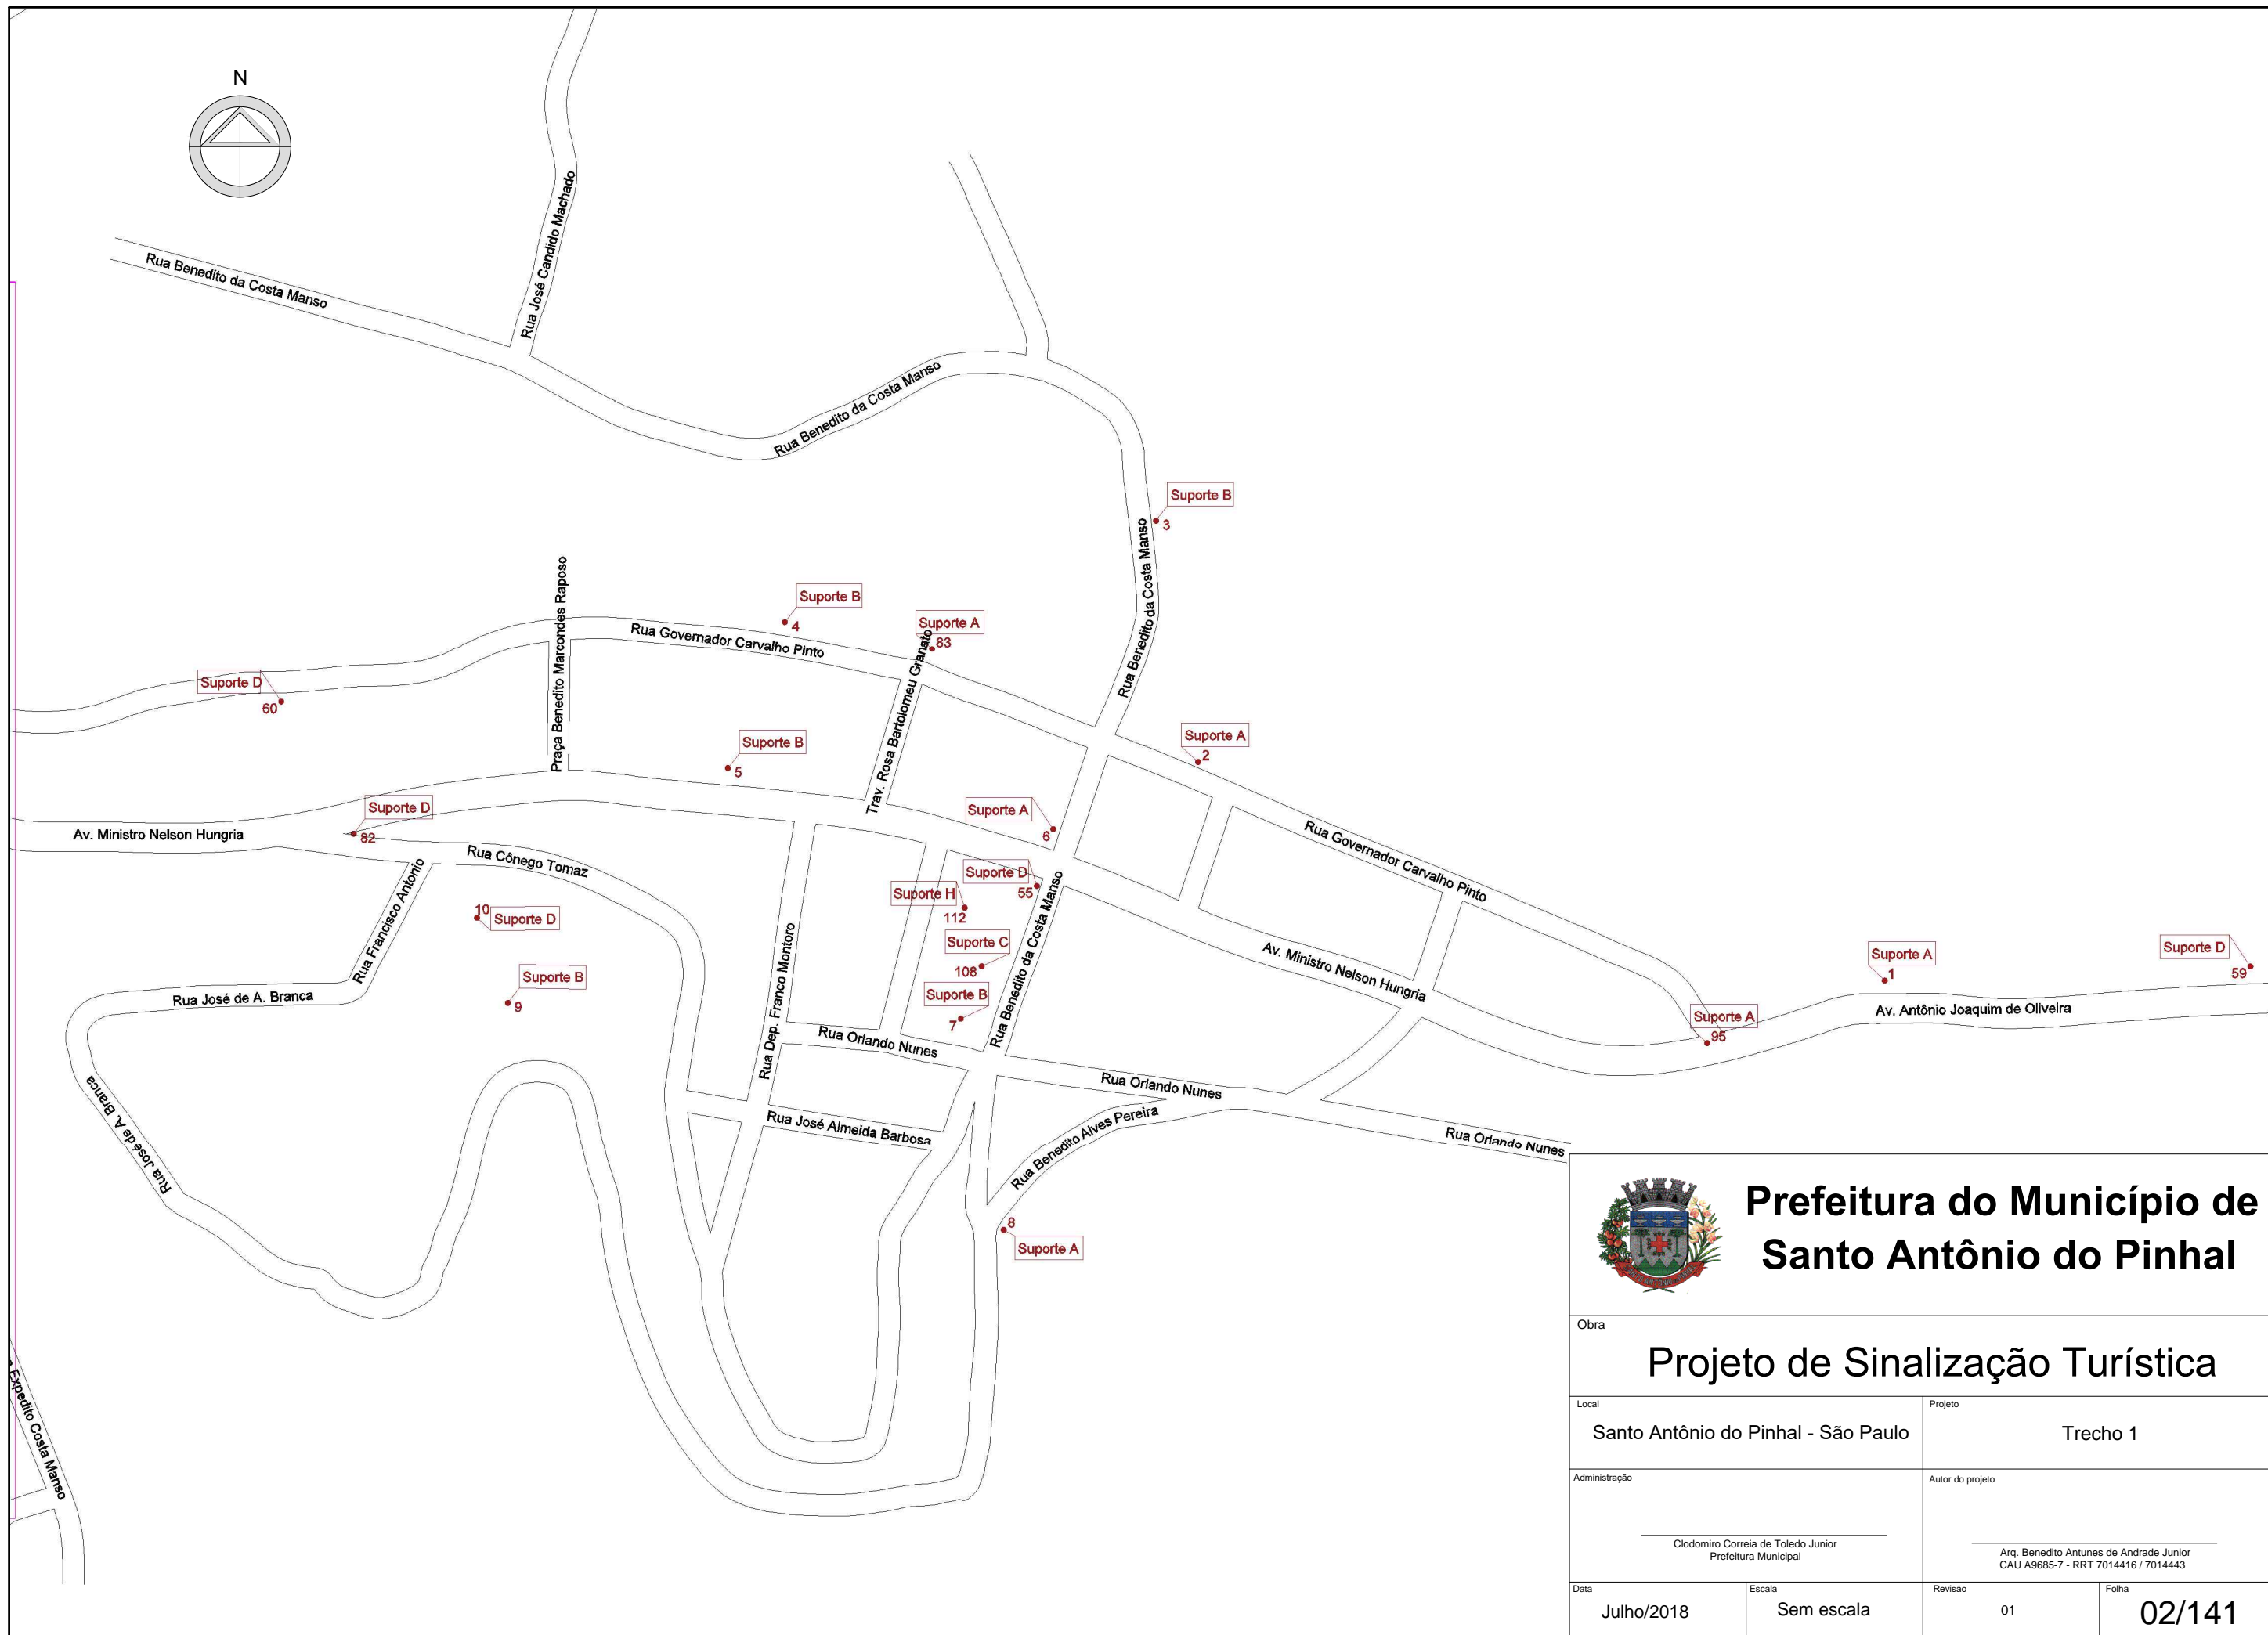 N
Rua José Candido Machado
Rua Benedito da Costa Manso
Rua Benedito da Costa Manso
Suporte B
3
Rua Benedito da Costa Manso
Praça Benedito Marcondes Raposo
Suporte B
4
Suporte A
83
Rua Governador Carvalho Pinto
Suporte D
60
Trav. Rosa Bartolomeu Granato
Suporte A
2
Suporte B
5
Suporte D
82
Suporte A
6
Av. Ministro Nelson Hungria
Rua Cônego Tomaz
Rua Governador Carvalho Pinto
Rua Francisco Antonio
Suporte D
55
Suporte H
112
10
Suporte D
Rua Dep. Franco Montoro
Suporte C
108
Rua Benedito da Costa Manso
Av. Ministro Nelson Hungria
Suporte A
1
Suporte D
59
Suporte B
9
Rua José de A. Branca
Suporte B
7
Suporte A
95
Av. Antônio Joaquim de Oliveira
Rua Orlando Nunes
Rua Orlando Nunes
Rua José de A. Branca
Rua José Almeida Barbosa
Rua Benedito Alves Pereira
Rua Orlando Nunes
8
Suporte A
Expedito Costa Manso
Prefeitura do Município de
Santo Antônio do Pinhal
Obra
Projeto de Sinalização Turística
Local
Santo Antônio do Pinhal - São Paulo
Projeto
Trecho 1
Administração
Clodomiro Correia de Toledo Junior
Prefeitura Municipal
Autor do projeto
Arq. Benedito Antunes de Andrade Junior
CAU A9685-7 - RRT 7014416 / 7014443
Data
Julho/2018
Escala
Sem escala
Revisão
01
Folha
02/141